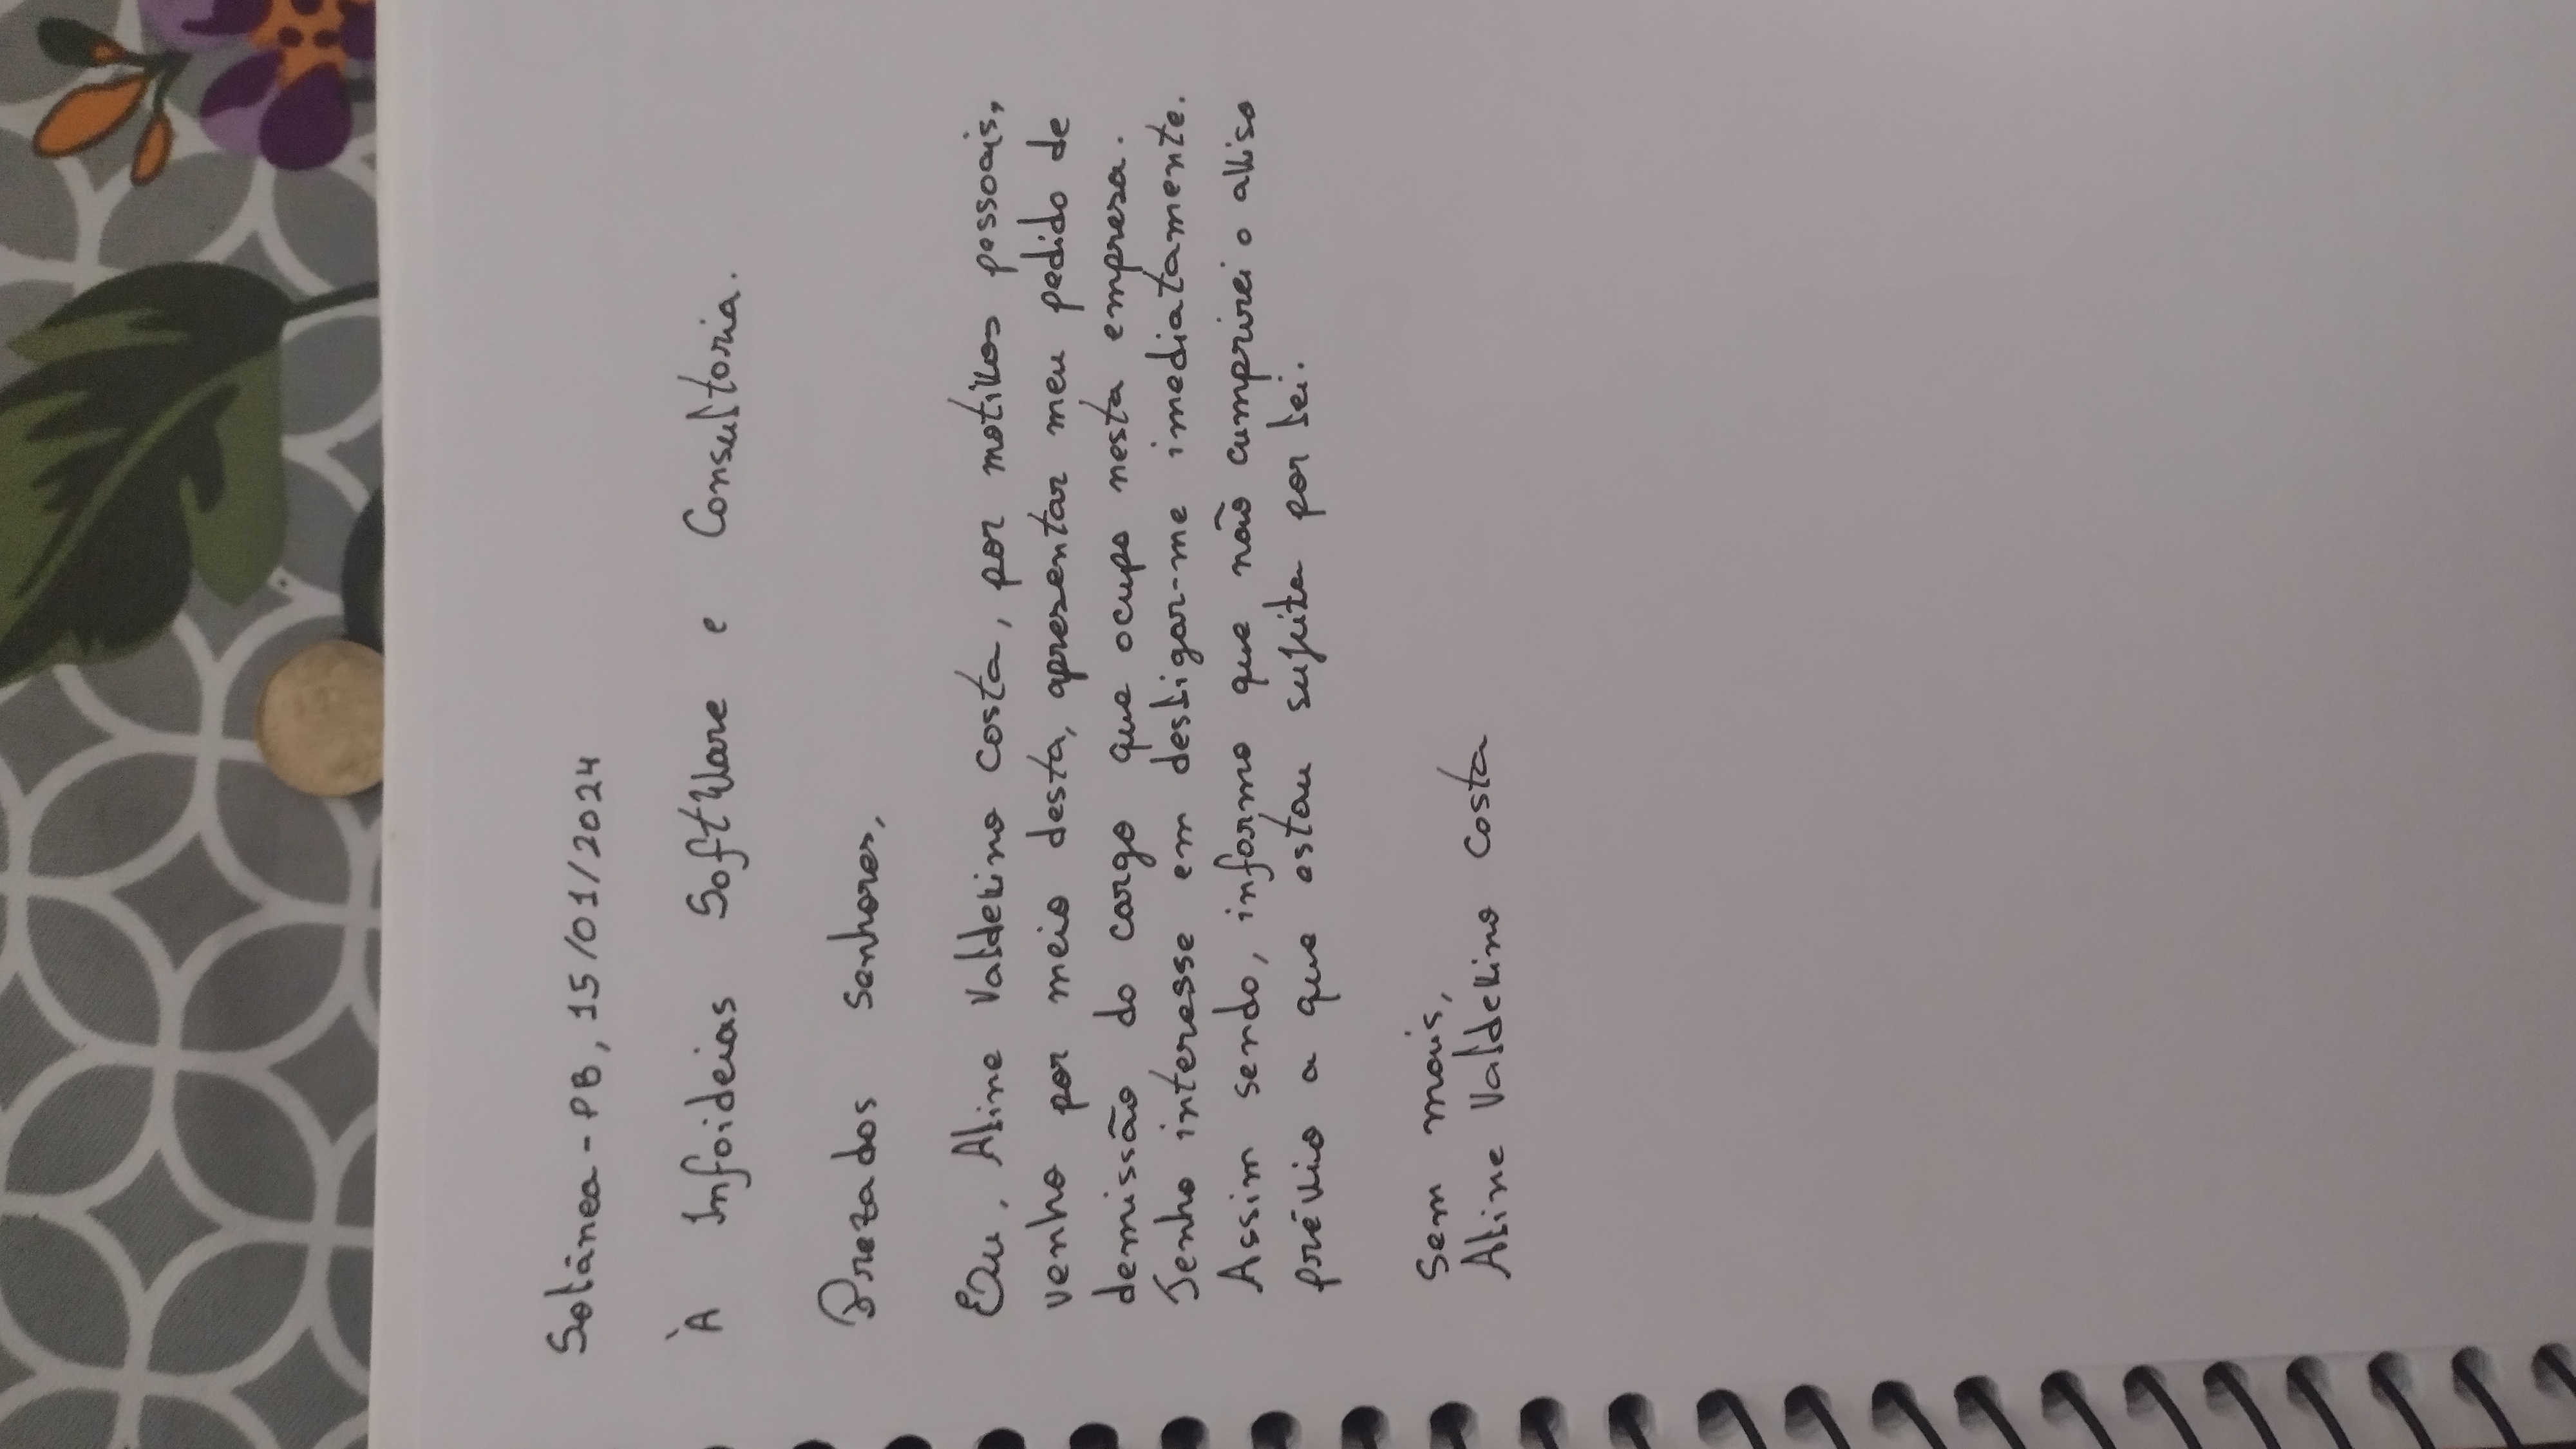 Solânea-PB, 15/01/2024
À Infoideias Software e Consultoria.
Prezados senhores,
Eu, Aline Valdevino Costa, por motivos pessoais,
venho por meio desta, apresentar meu pedido de
demissão do cargo que ocupo nesta empresa.
Tenho interesse em desligar-me imediatamente.
Assim sendo, informo que não cumprirei o aviso
prévio a que estou sujeita por lei.
Sem mais,
Aline Valdevino Costa